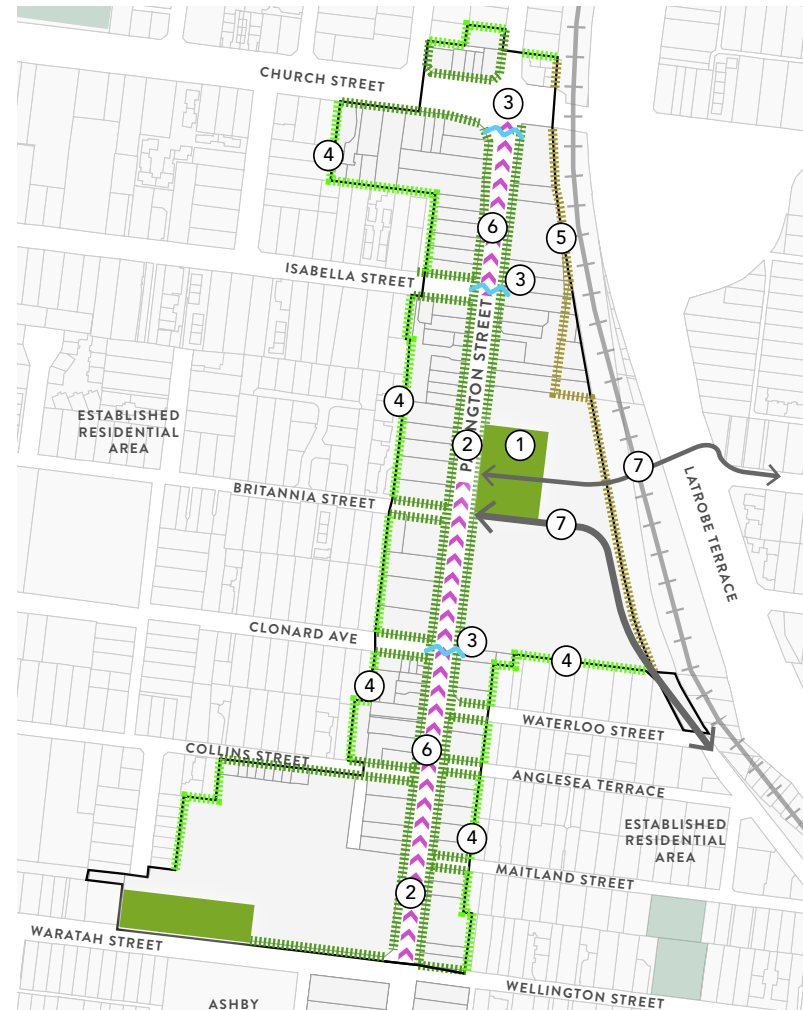 CHURCH STREET
3
4
6
5
ISABELLA STREET
3
4
ESTABLISHED
RESIDENTIAL
AREA
2
1
7
LATROBE TERRACE
BRITANNIA STREET
7
CLONARD AVE
3
4
4
WATERLOO STREET
COLLINS STREET
6
ANGLESEA TERRACE
4
ESTABLISHED
RESIDENTIAL
AREA
MAITLAND STREET
2
WARATAH STREET
WELLINGTON STREET
ASHBY